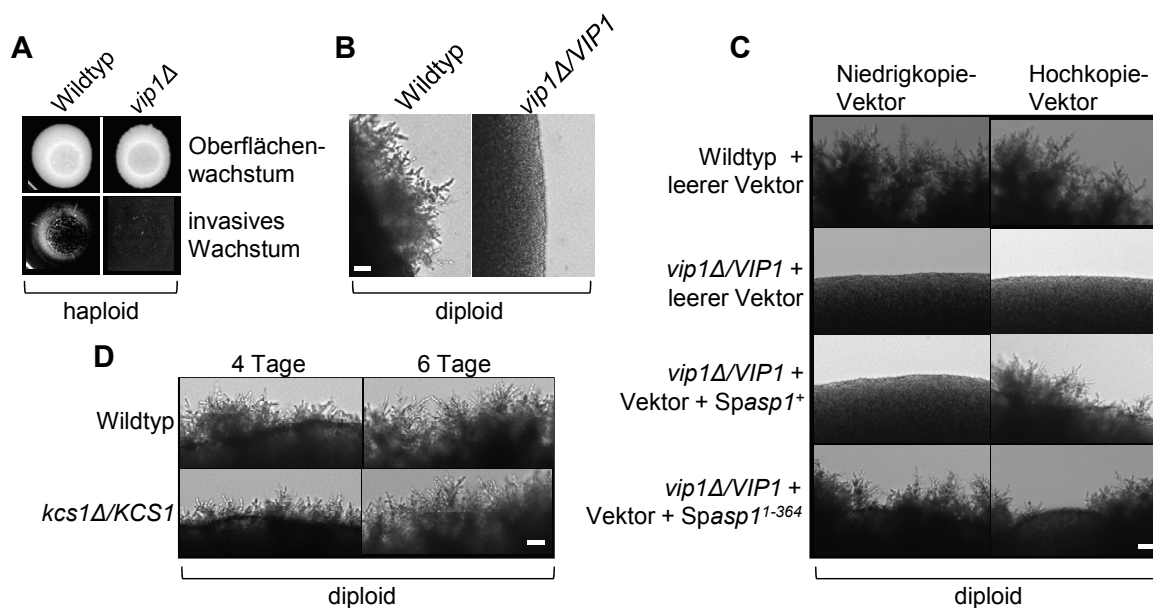 A
Wildtyp
vip1Δ
Oberflächen-
wachstum
invasives
Wachstum
haploid
B
Wildtyp
vip1Δ/VIP1
diploid
C
Niedrigkopie-
Vektor
Hochkopie-
Vektor
Wildtyp +
leerer Vektor
vip1Δ/VIP1 +
leerer Vektor
vip1Δ/VIP1 +
Vektor + Spasp1⁺
vip1Δ/VIP1 +
Vektor + Spasp1¹⁻³⁶⁴
diploid
D
4 Tage
6 Tage
Wildtyp
kcs1Δ/KCS1
diploid